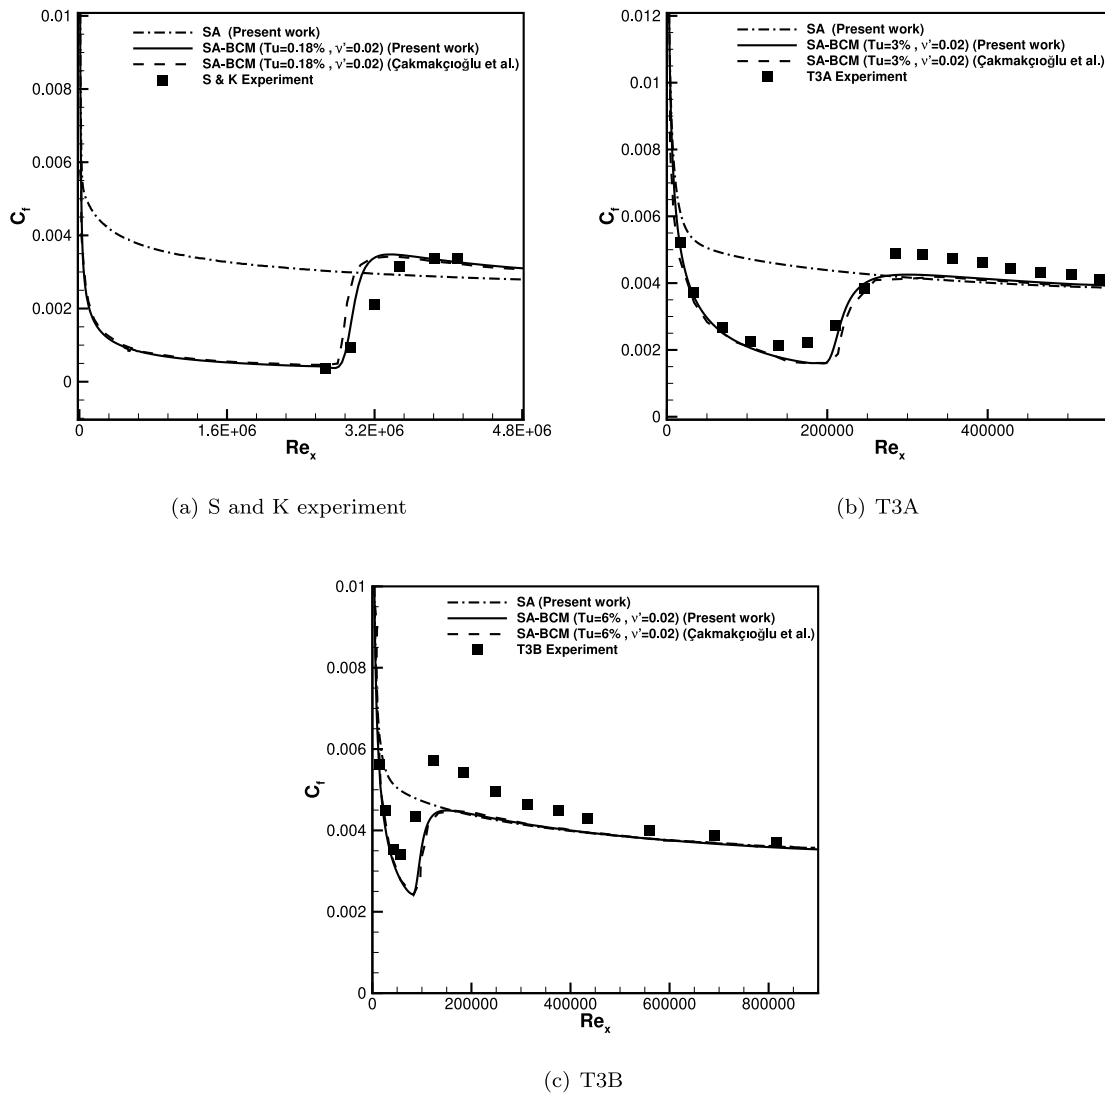 0.01
0.008
0.006
0.004
0.002
0
C_f
SA (Present work)
SA-BCM (Tu=0.18% , ν'=0.02) (Present work)
SA-BCM (Tu=0.18% , ν'=0.02) (Çakmakçıoğlu et al.)
S & K Experiment
0 1.6E+06 3.2E+06 4.8E+06
Re_x
(a) S and K experiment
0.012
0.01
0.008
0.006
0.004
0.002
0
C_f
SA (Present work)
SA-BCM (Tu=3% , ν'=0.02) (Present work)
SA-BCM (Tu=3% , ν'=0.02) (Çakmakçıoğlu et al.)
T3A Experiment
0 200000 400000
Re_x
(b) T3A
0.01
0.008
0.006
0.004
0.002
0
C_f
SA (Present work)
SA-BCM (Tu=6% , ν'=0.02) (Present work)
SA-BCM (Tu=6% , ν'=0.02) (Çakmakçıoğlu et al.)
T3B Experiment
0 200000 400000 600000 800000
Re_x
(c) T3B